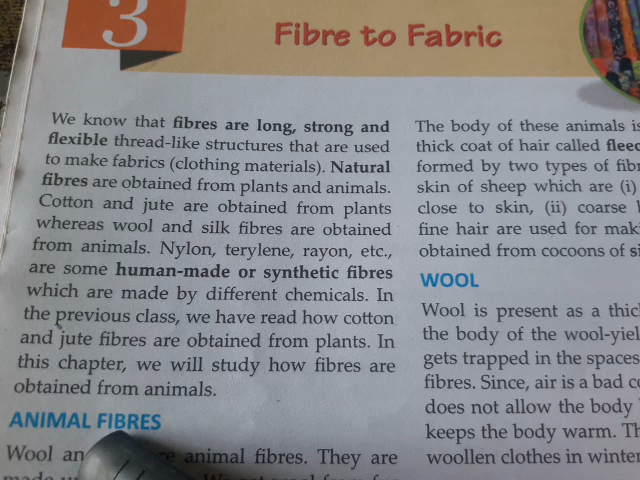 3
Fibre to Fabric
We know that fibres are long, strong and
flexible thread-like structures that are used
to make fabrics (clothing materials). Natural
fibres are obtained from plants and animals.
Cotton and jute are obtained from plants
whereas wool and silk fibres are obtained
from animals. Nylon, terylene, rayon, etc.,
are some human-made or synthetic fibres
which are made by different chemicals. In
the previous class, we have read how cotton
and jute fibres are obtained from plants. In
this chapter, we will study how fibres are
obtained from animals.
ANIMAL FIBRES
Wool an re animal fibres. They are
The body of these animals is
thick coat of hair called fleec
formed by two types of fibr
skin of sheep which are (i)
close to skin, (ii) coarse
fine hair are used for maki
obtained from cocoons of si
WOOL
Wool is present as a thic
the body of the wool-yiel
gets trapped in the spaces
fibres. Since, air is a bad co
does not allow the body
keeps the body warm. Th
woollen clothes in winter